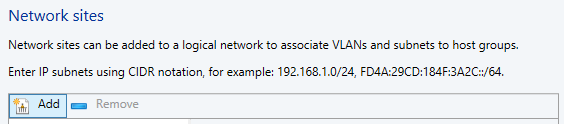 Network sites
Network sites can be added to a logical network to associate VLANs and subnets to host groups.
Enter IP subnets using CIDR notation, for example: 192.168.1.0/24, FD4A:29CD:184F:3A2C::/64.
Add Remove